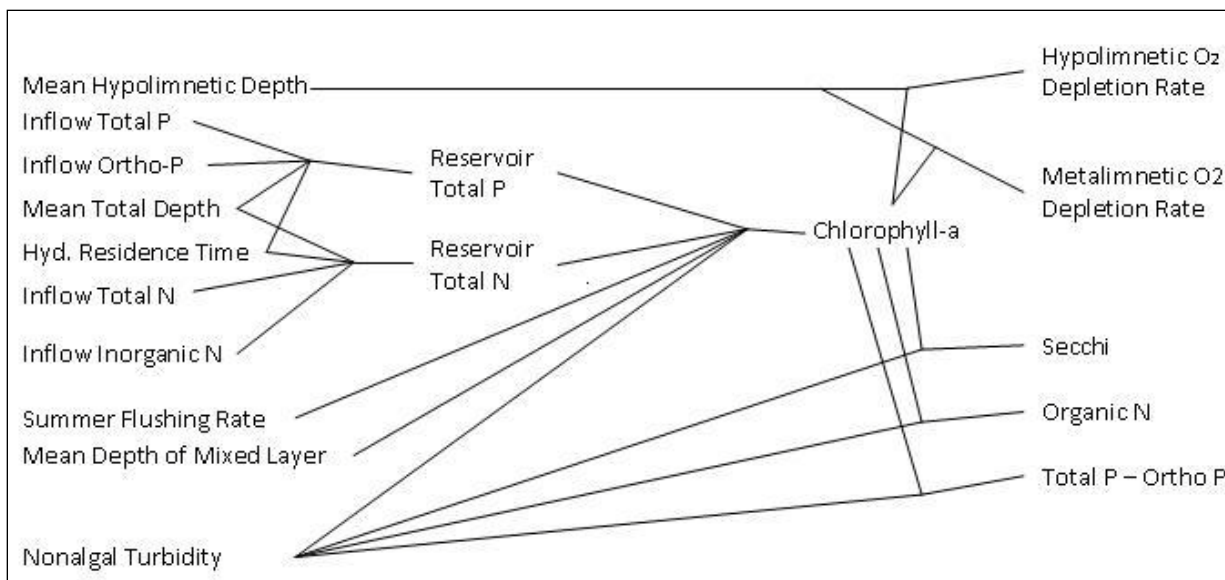 Mean Hypolimnetic Depth
Inflow Total P
Inflow Ortho-P
Mean Total Depth
Hyd. Residence Time
Inflow Total N
Inflow Inorganic N
Summer Flushing Rate
Mean Depth of Mixed Layer
Nonalgal Turbidity
Reservoir
Total P
Reservoir
Total N
Chlorophyll-a
Hypolimnetic O₂
Depletion Rate
Metalimnetic O2
Depletion Rate
Secchi
Organic N
Total P – Ortho P